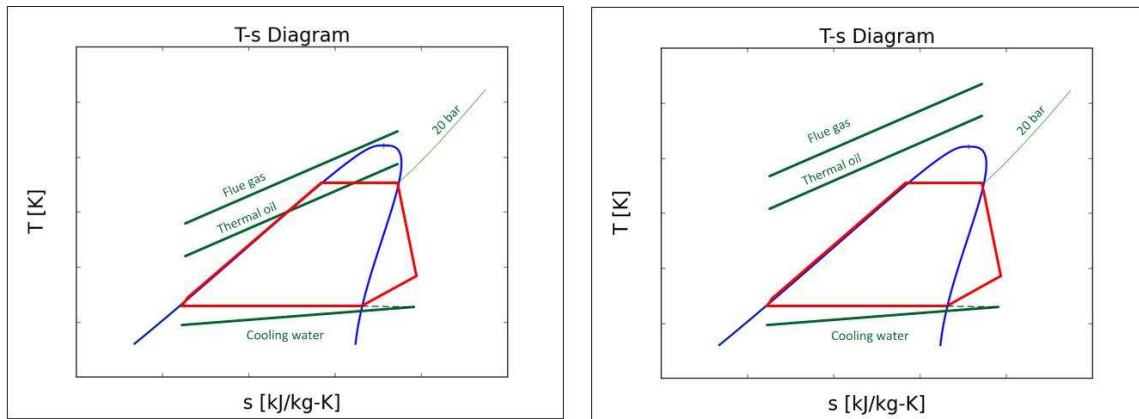 T-s Diagram
T [K]
20 bar
Flue gas
Thermal oil
Cooling water
s [kJ/kg-K]
T-s Diagram
T [K]
20 bar
Flue gas
Thermal oil
Cooling water
s [kJ/kg-K]